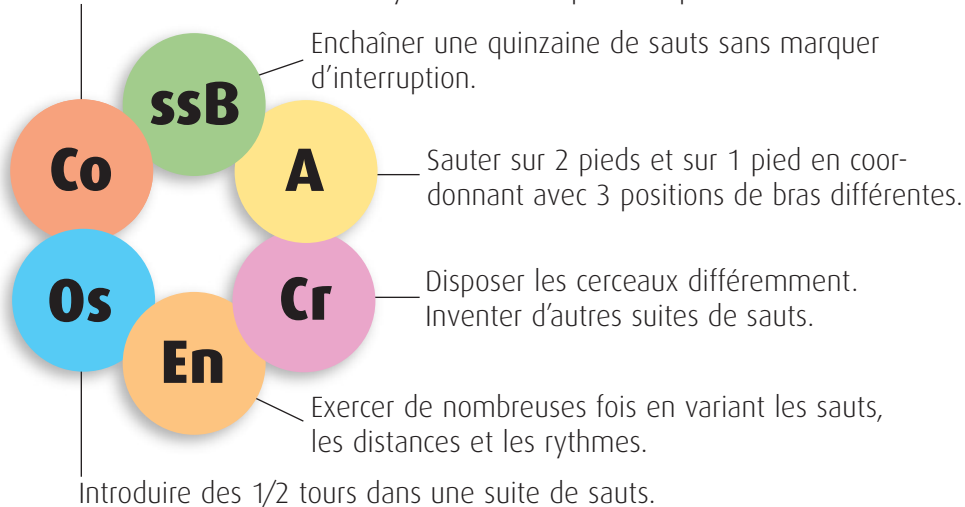 Enchaîner une quinzaine de sauts sans marquer
d'interruption.
ssB
Co
A
Sauter sur 2 pieds et sur 1 pied en coor-
donnant avec 3 positions de bras différentes.
Os
Cr
Disposer les cerceaux différemment.
Inventer d'autres suites de sauts.
En
Exercer de nombreuses fois en variant les sauts,
les distances et les rythmes.
Introduire des 1/2 tours dans une suite de sauts.